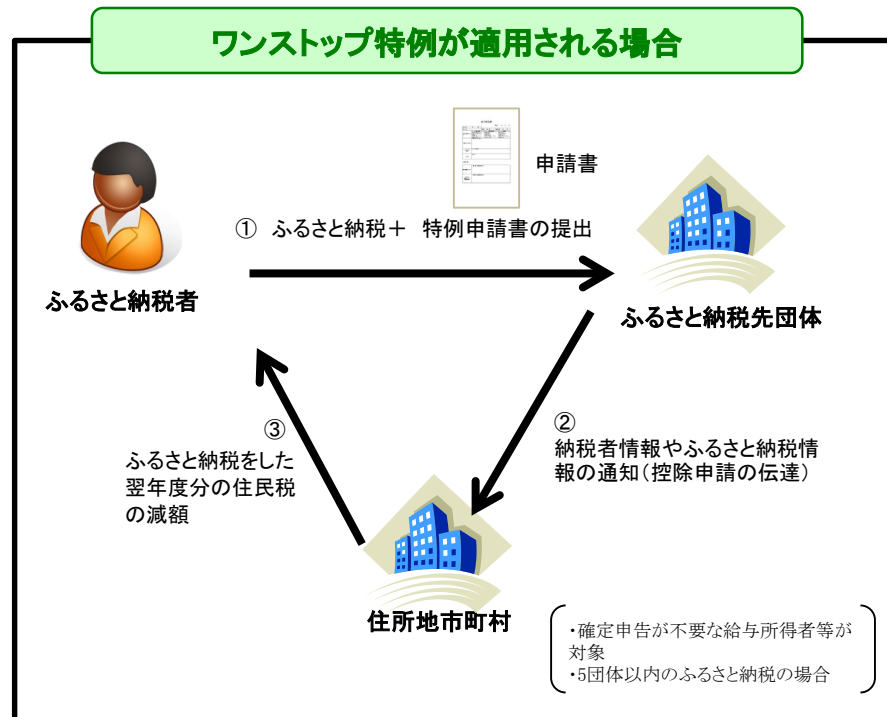 ワンストップ特例が適用される場合
申請書
① ふるさと納税＋ 特例申請書の提出
ふるさと納税者
ふるさと納税先団体
②
納税者情報やふるさと納税情
報の通知（控除申請の伝達）
③
ふるさと納税をした
翌年度分の住民税
の減額
住所地市町村
・確定申告が不要な給与所得者等が
対象
・5団体以内のふるさと納税の場合